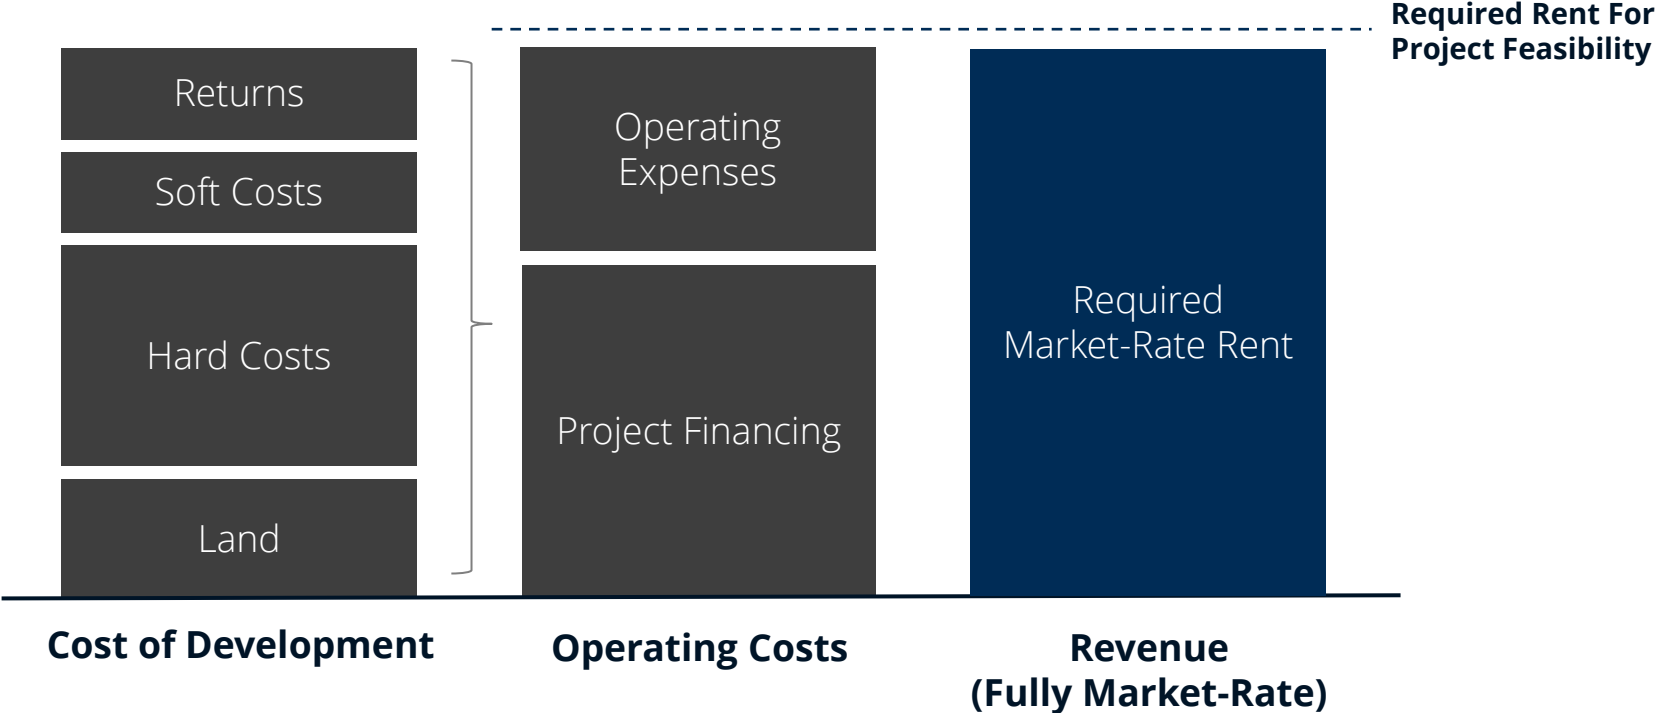 Required Rent For
Project Feasibility
Returns
Soft Costs
Hard Costs
Land
Operating
Expenses
Project Financing
Required
Market-Rate Rent
Cost of Development
Operating Costs
Revenue
(Fully Market-Rate)